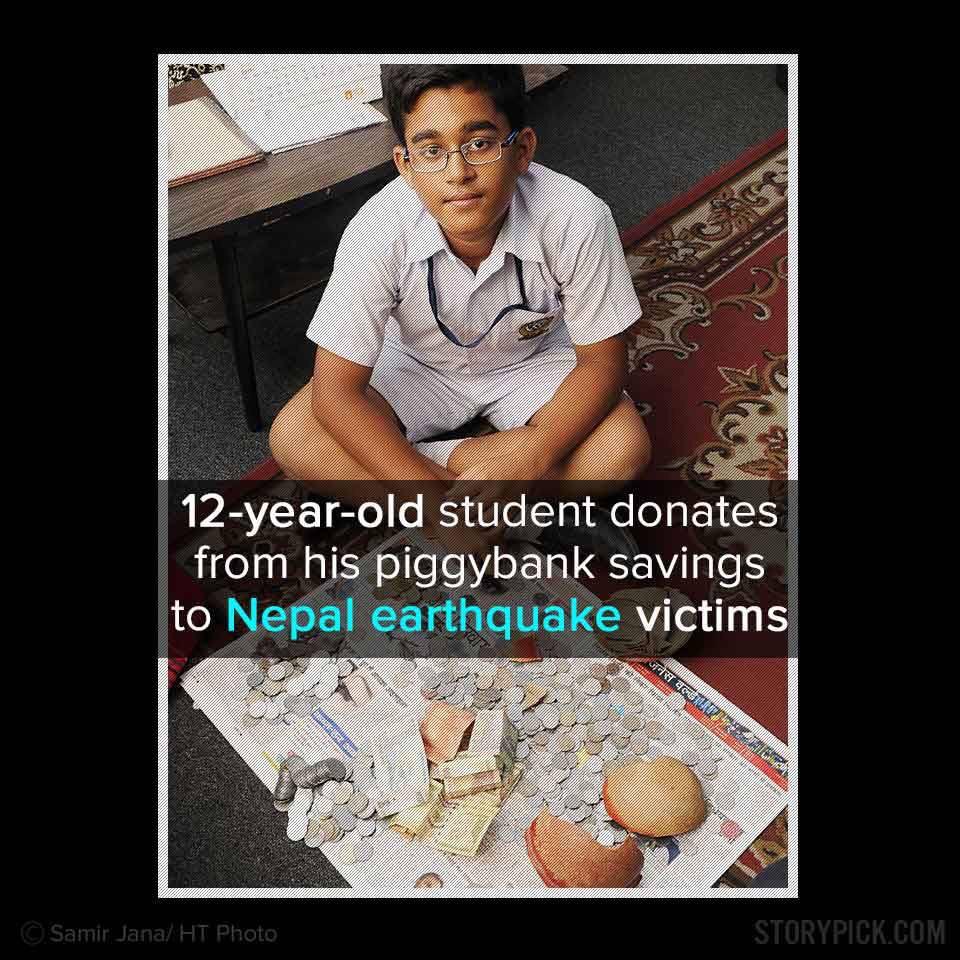 12-year-old student donates
from his piggybank savings
to Nepal earthquake victims
© Samir Jana/ HT Photo
STORYPICK.COM